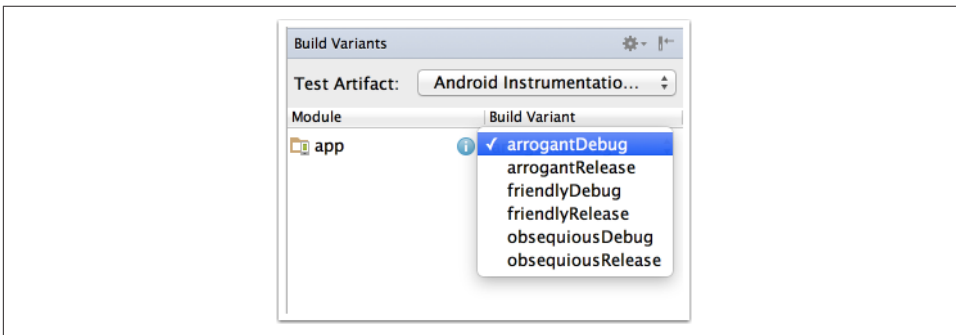 Build Variants
Test Artifact: Android Instrumentatio...
Module Build Variant
app ✓ arrogantDebug
arrogantRelease
friendlyDebug
friendlyRelease
obsequiousDebug
obsequiousRelease